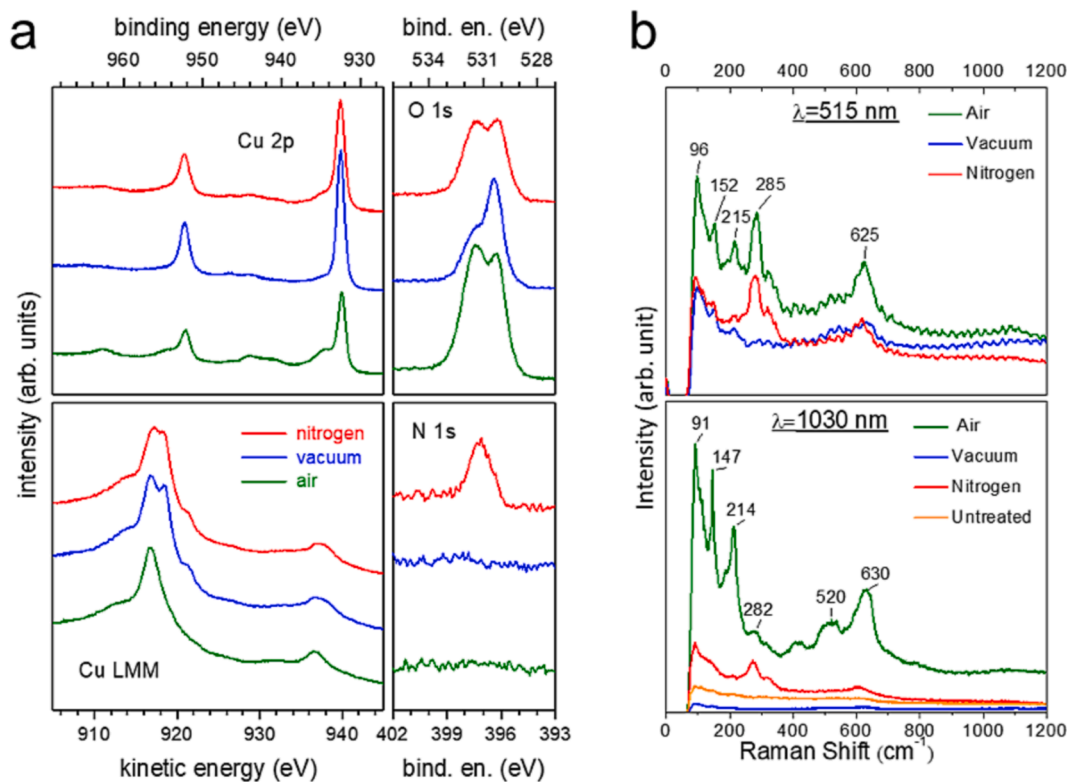 a
binding energy (eV)
bind. en. (eV)
960 950 940 930
534 531 528
Cu 2p
O 1s
intensity (arb. units)
nitrogen
vacuum
air
Cu LMM
N 1s
910 920 930 940
402 399 396 393
kinetic energy (eV)
bind. en. (eV)
b
0 200 400 600 800 1000 1200
λ=515 nm
Air
Vacuum
Nitrogen
96
152
215
285
625
Intensity (arb. unit)
λ=1030 nm
Air
Vacuum
Nitrogen
Untreated
91
147
214
282
520
630
0 200 400 600 800 1000 1200
Raman Shift (cm-1)